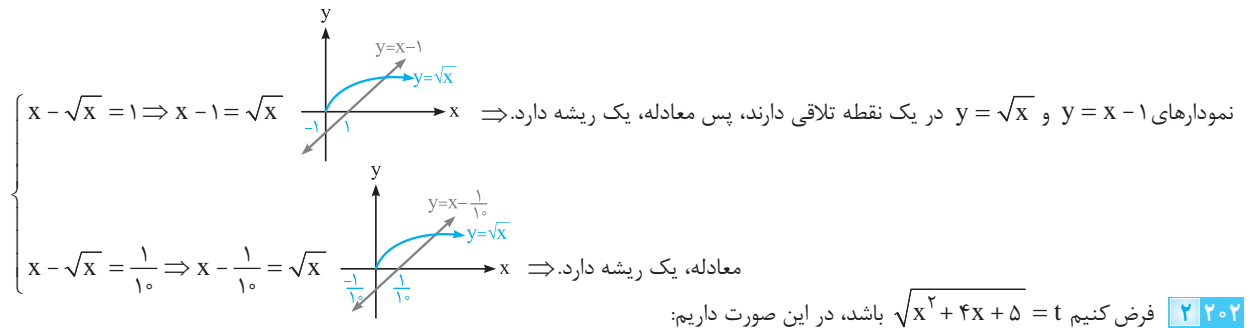 y
y=x-۱
y=√x
x - √x = ۱ ⇒ x - ۱ = √x
x
-۱ ۱
نمودارهای y = x - ۱ و y = √x در یک نقطه تلاقی دارند، پس معادله، یک ریشه دارد. ⇒
y
y=x-۱/۱۰
y=√x
x - √x = ۱/۱۰ ⇒ x - ۱/۱۰ = √x
x
-۱/۱۰ ۱/۱۰
معادله، یک ریشه دارد. ⇒
۲۰۲ ۲ فرض کنیم √(x² + ۴x + ۵) = t باشد، در این صورت داریم: